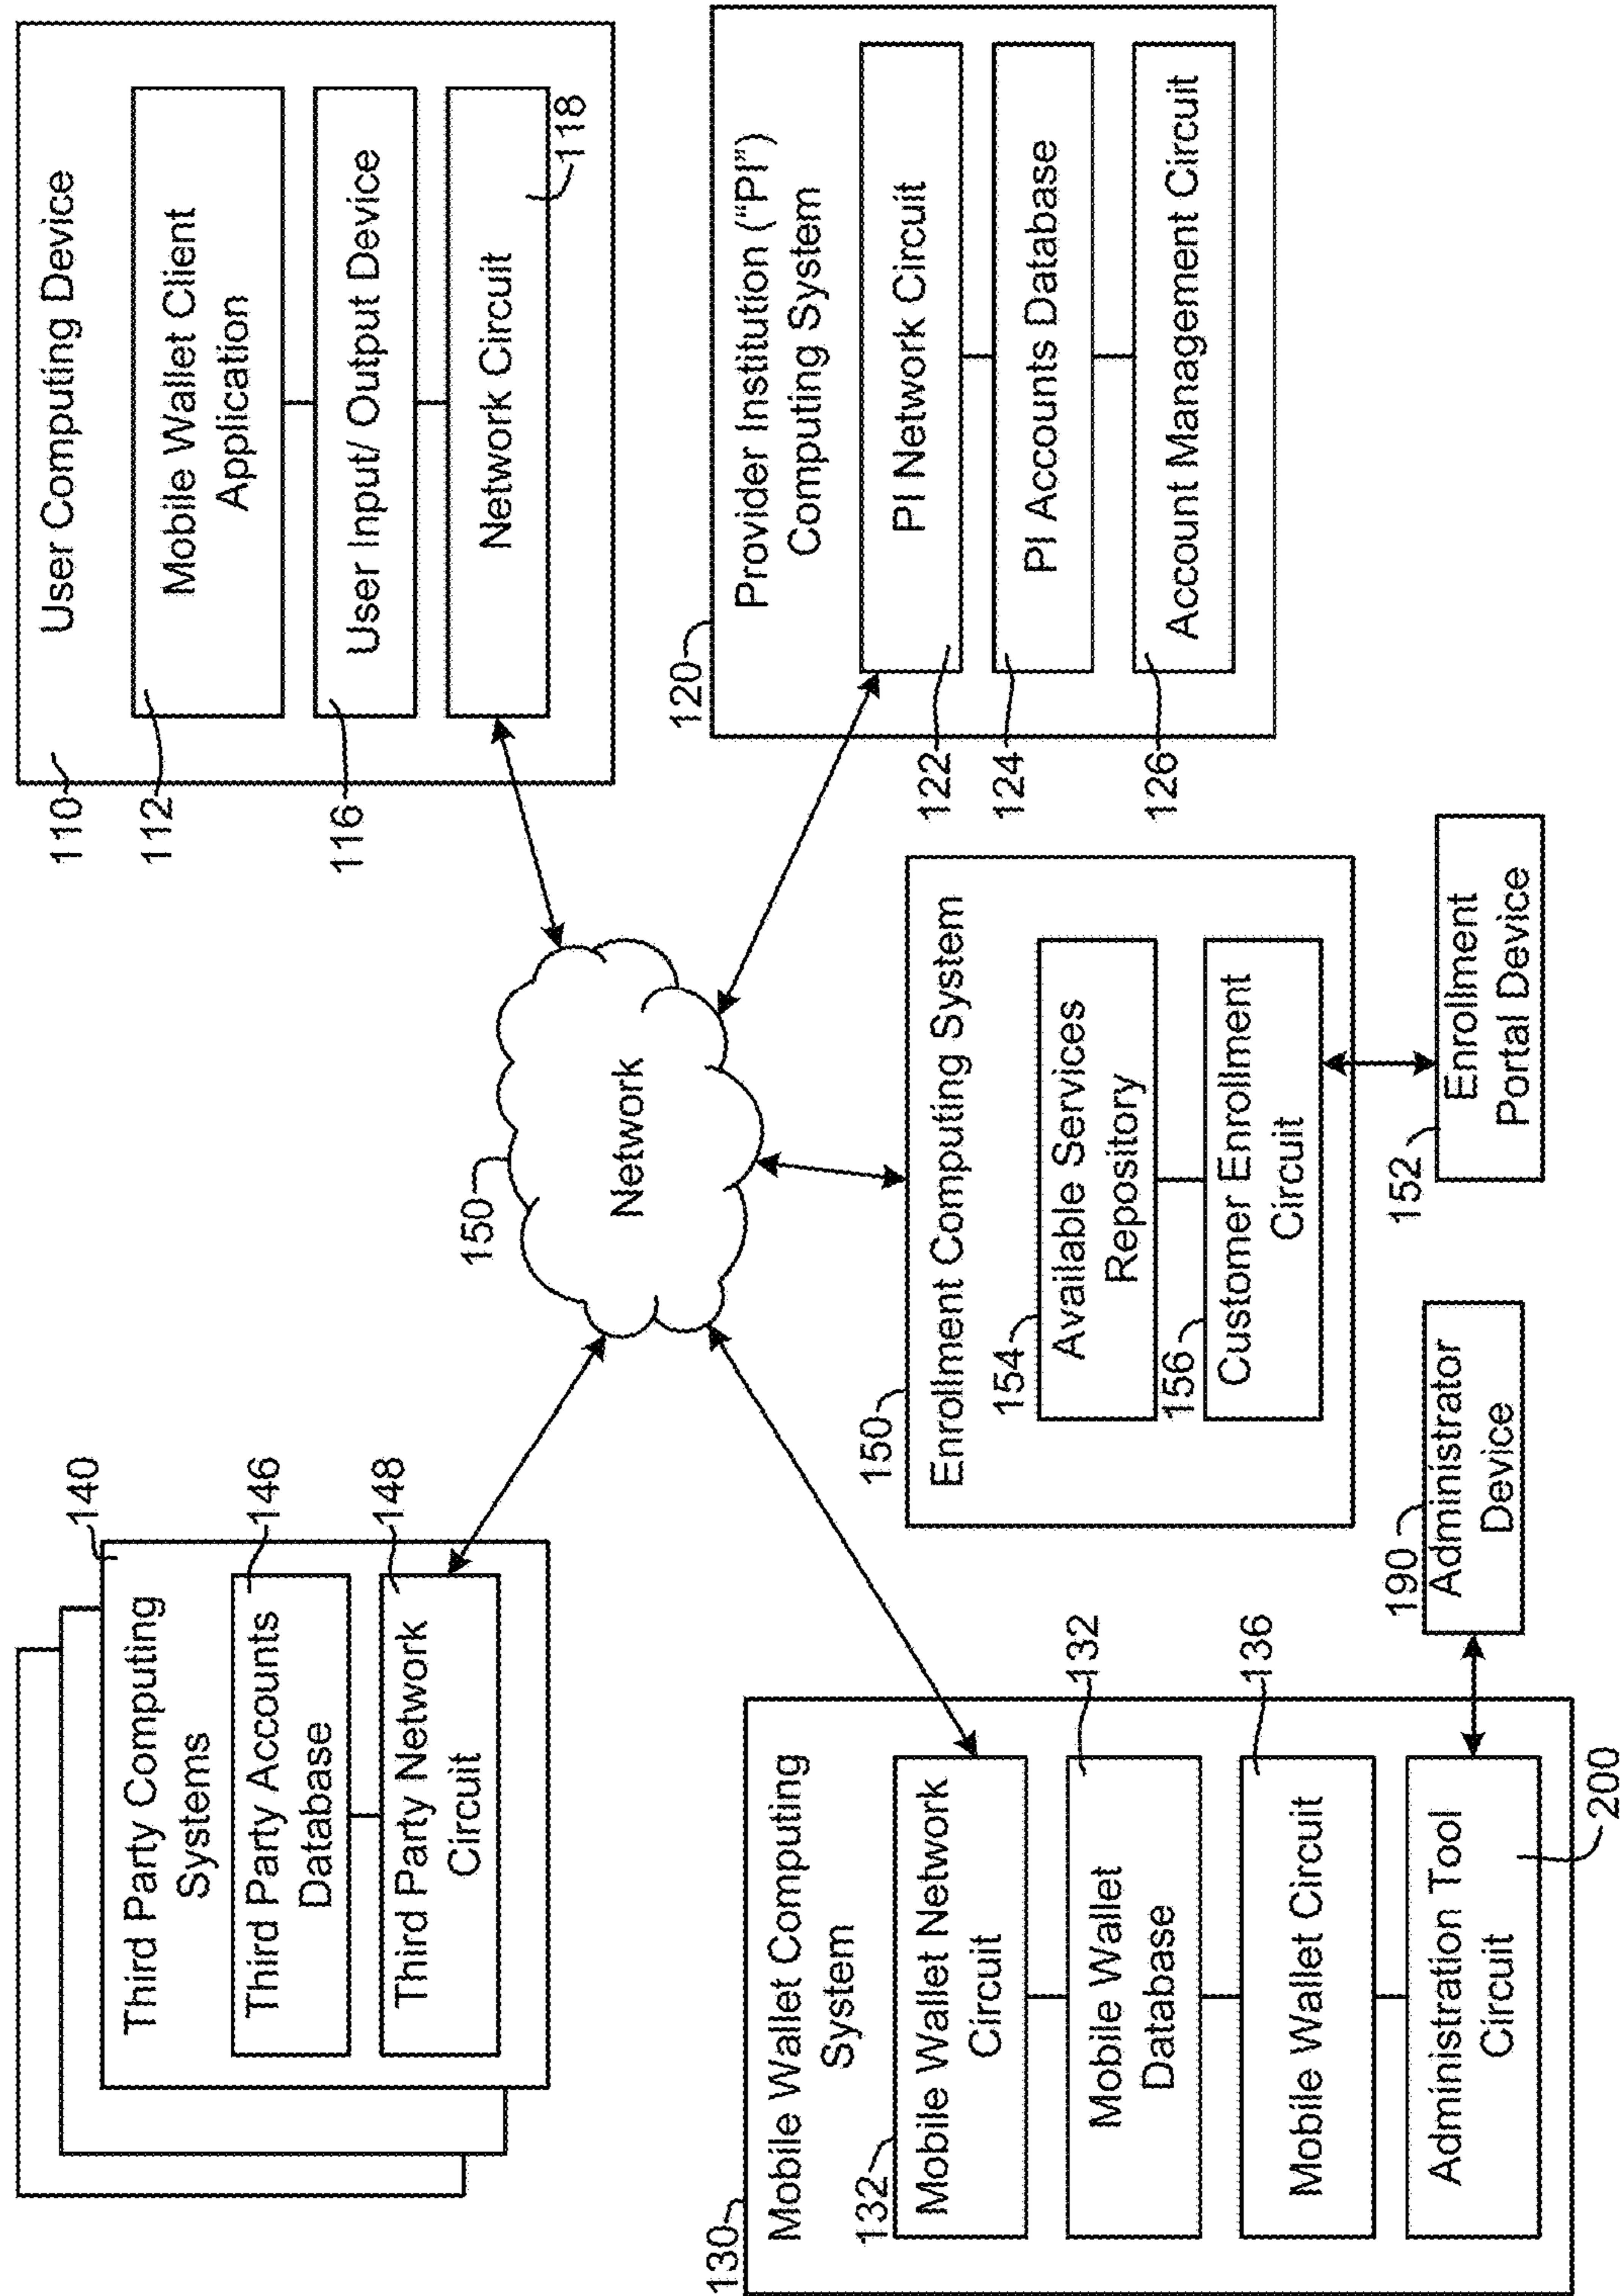 140
Third Party Computing
Systems
146
Third Party Accounts
Database
148
Third Party Network
Circuit
110
User Computing Device
112
Mobile Wallet Client
Application
116
User Input/ Output Device
Network Circuit
118
150
Network
130
Mobile Wallet Computing
System
132
Mobile Wallet Network
Circuit
132
Mobile Wallet
Database
136
Mobile Wallet Circuit
Administration Tool
Circuit
200
190
Administrator
Device
150
Enrollment Computing System
154
Available Services
Repository
156
Customer Enrollment
Circuit
152
Enrollment
Portal Device
120
Provider Institution (“PI”)
Computing System
122
PI Network Circuit
124
PI Accounts Database
126
Account Management Circuit